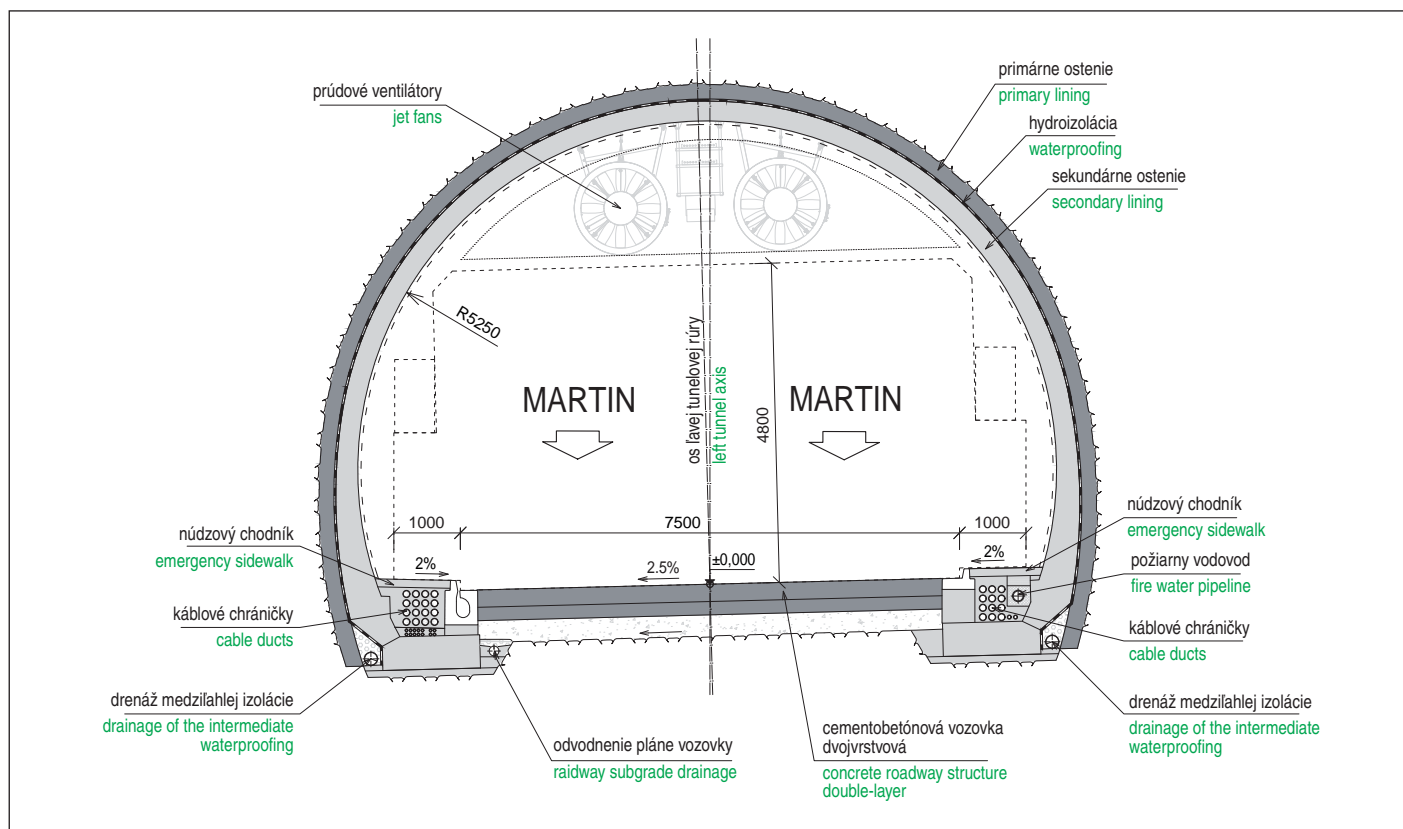 prúdové ventilátory
jet fans
primárne ostenie
primary lining
hydroizolácia
waterproofing
sekundárne ostenie
secondary lining
R5250
os ľavej tunelovej rúry
left tunnel axis
4800
MARTIN
MARTIN
1000
7500
1000
2%
2.5%
±0,000
2%
núdzový chodník
emergency sidewalk
káblové chráničky
cable ducts
drenáž medziľahlej izolácie
drainage of the intermediate
waterproofing
odvodnenie pláne vozovky
raidway subgrade drainage
cementobetónová vozovka
dvojvrstvová
concrete roadway structure
double-layer
núdzový chodník
emergency sidewalk
požiarny vodovod
fire water pipeline
káblové chráničky
cable ducts
drenáž medziľahlej izolácie
drainage of the intermediate
waterproofing